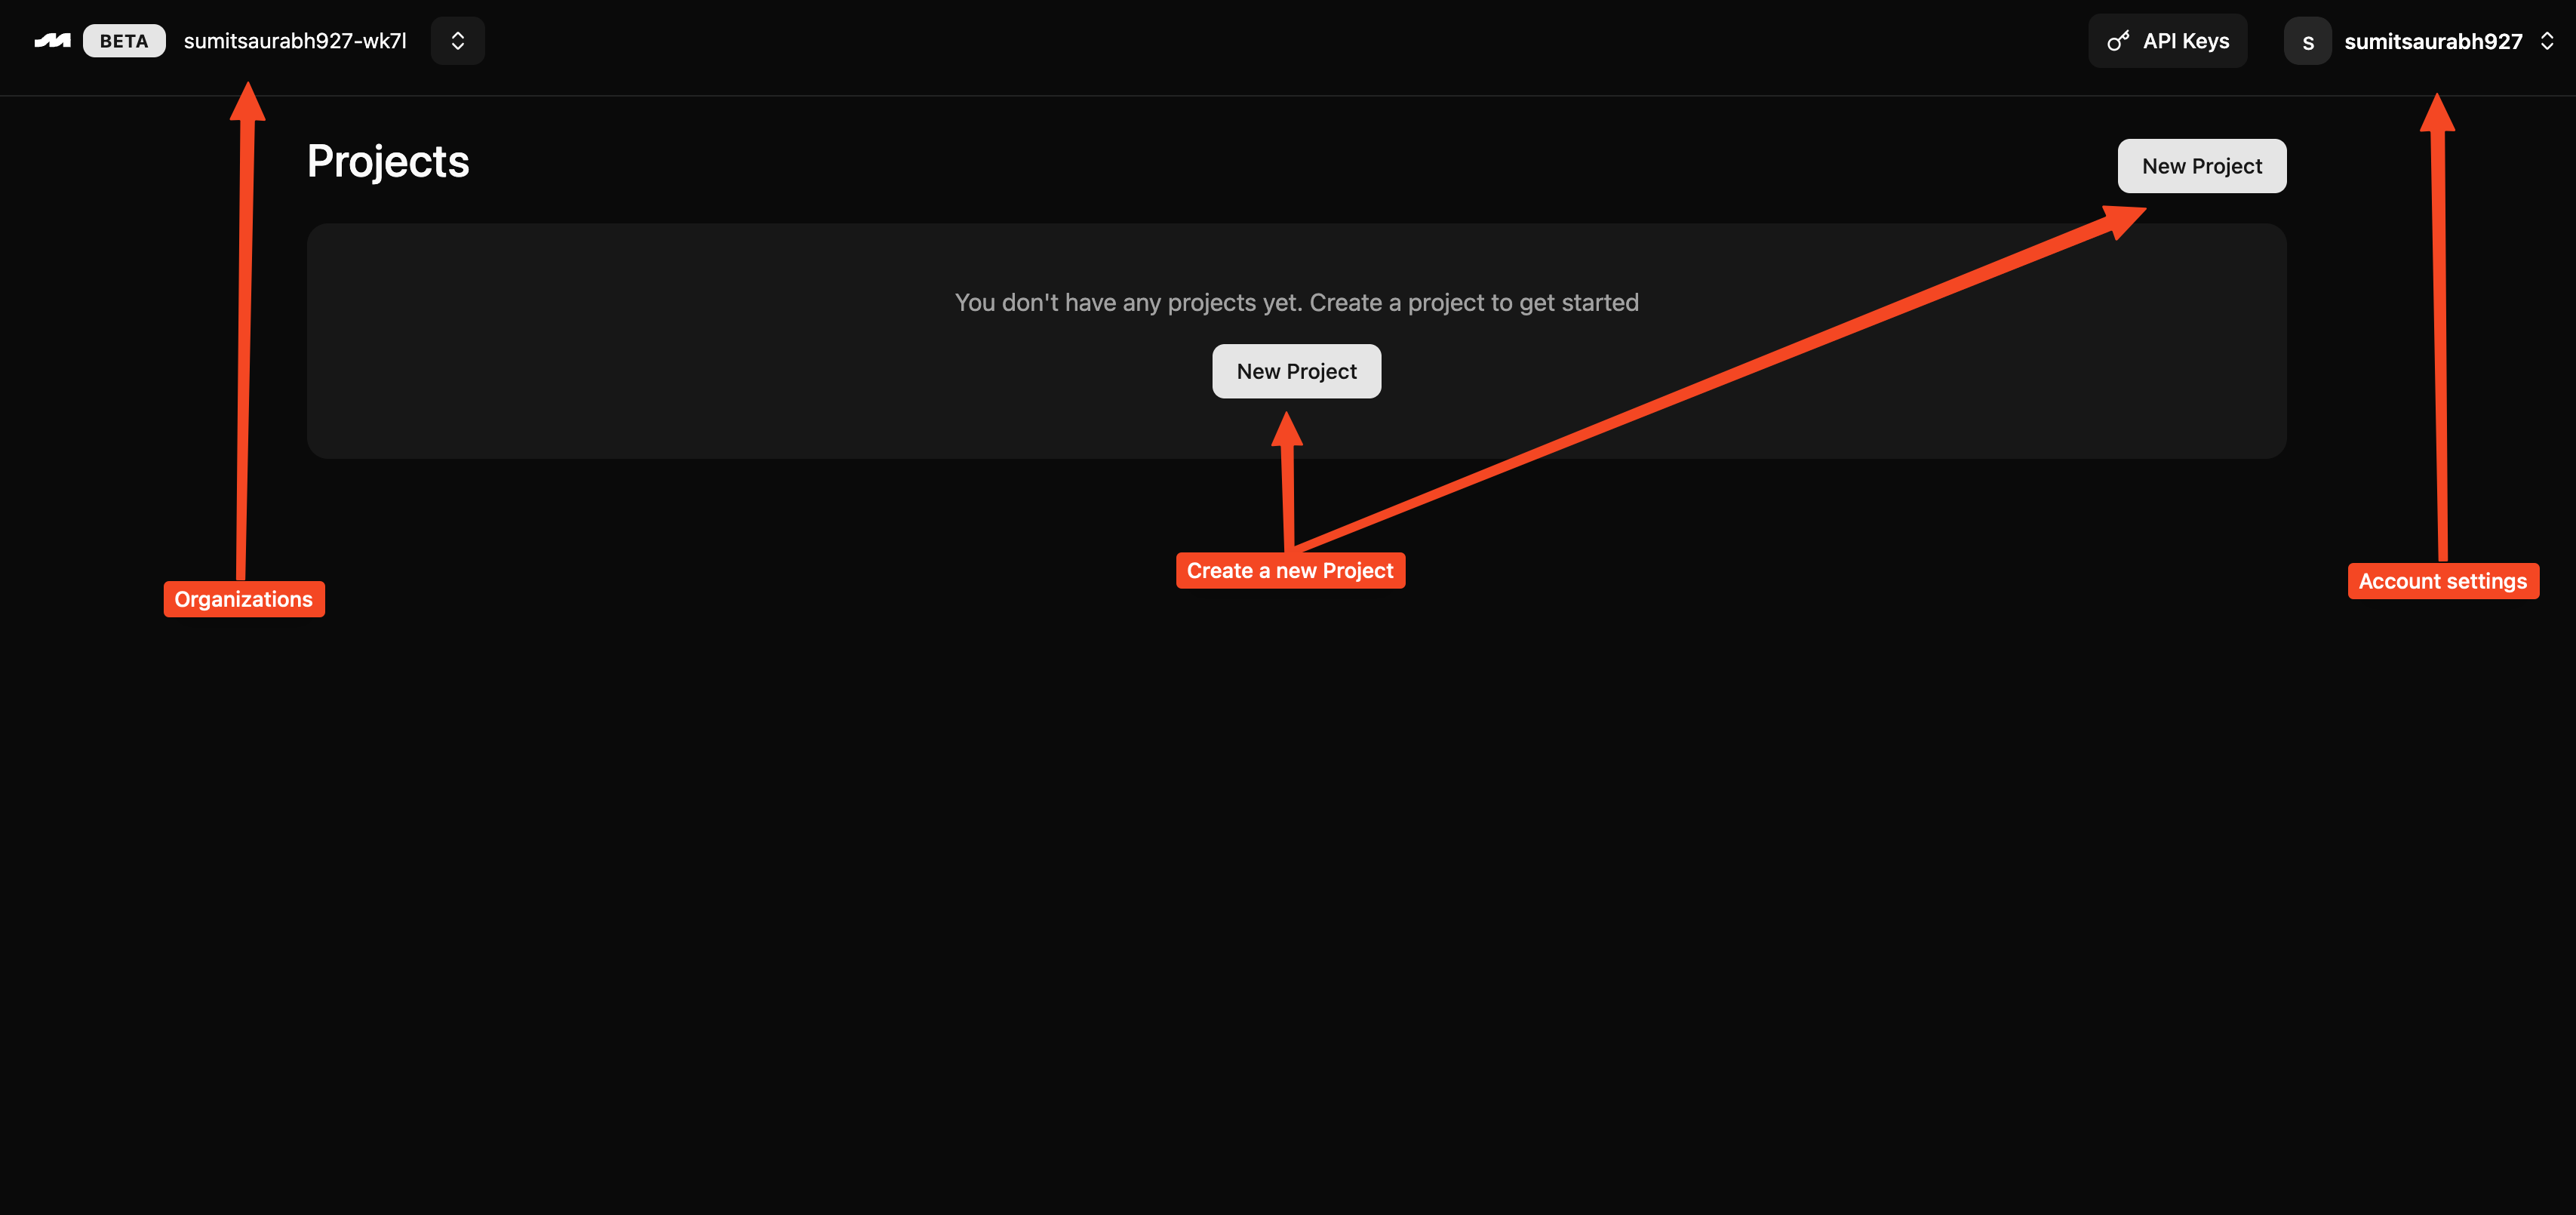 BETA sumitsaurabh927-wk7l
API Keys
S sumitsaurabh927
Projects
New Project
You don't have any projects yet. Create a project to get started
New Project
Create a new Project
Account settings
Organizations